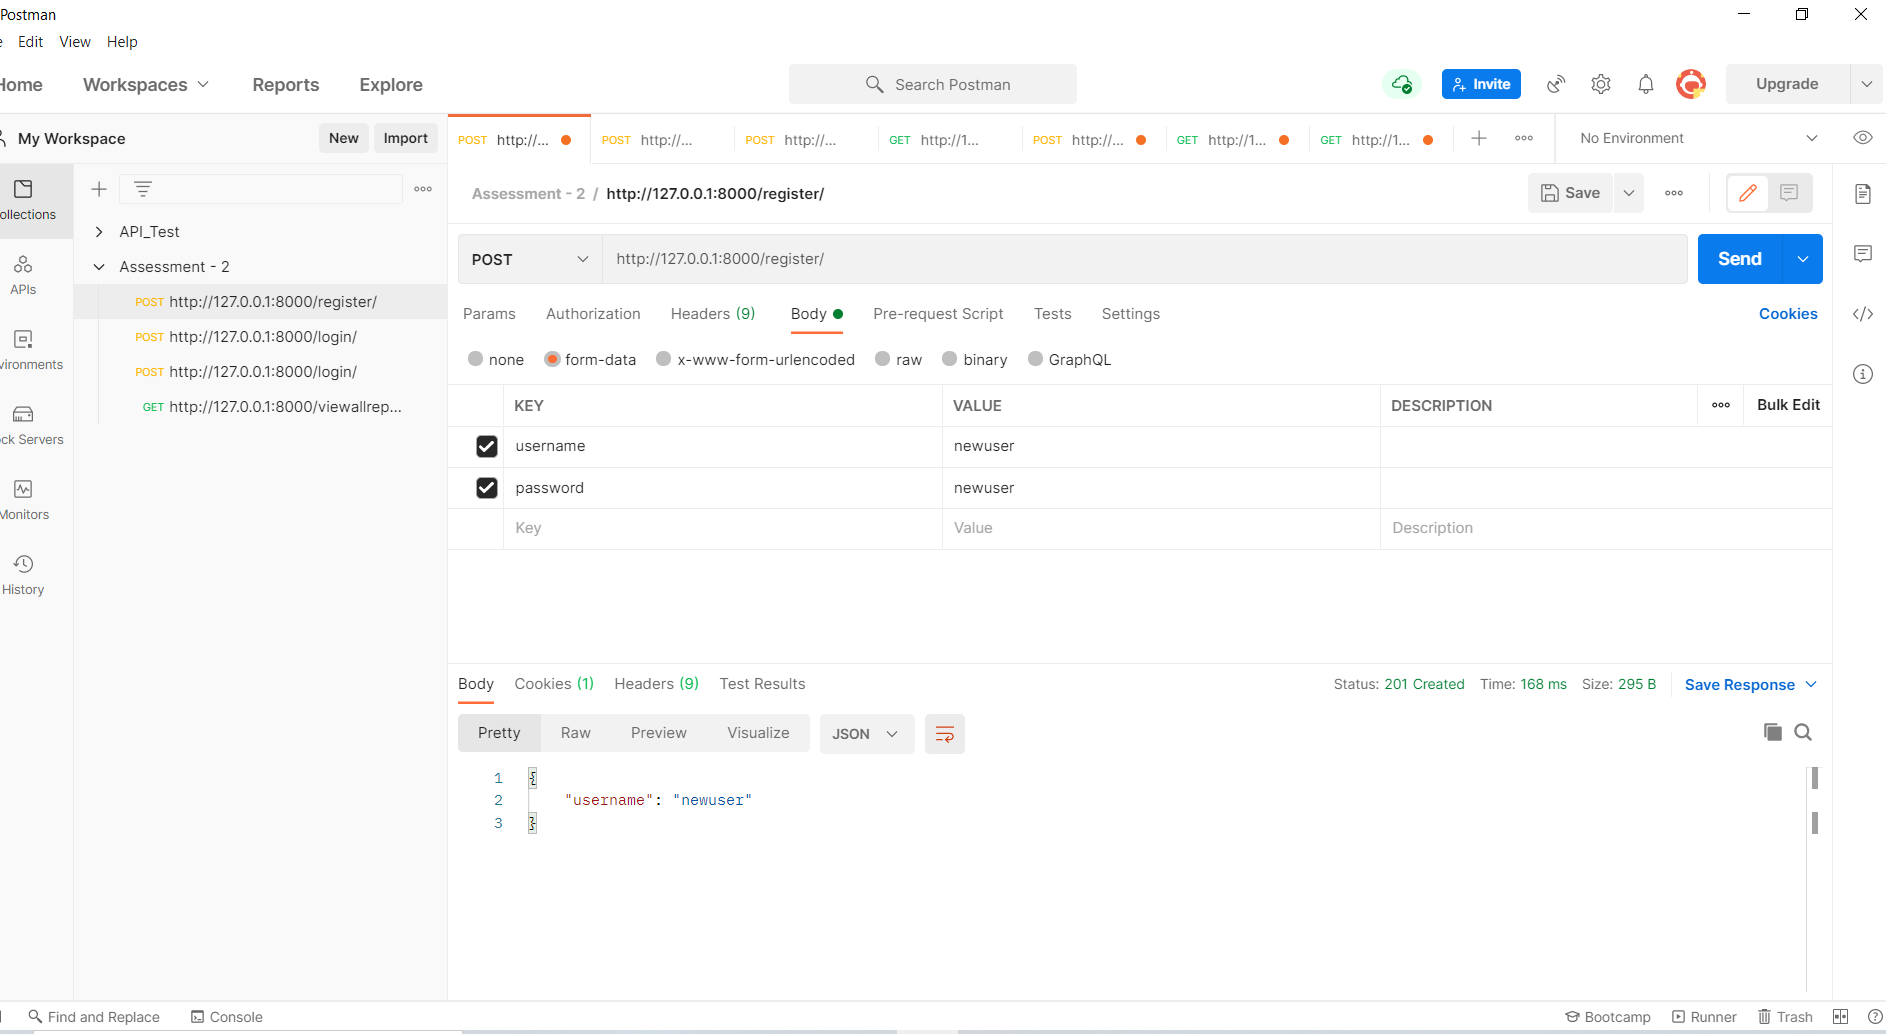 Postman
Edit View Help
Home Workspaces Reports Explore Search Postman Invite Upgrade
My Workspace New Import POST http://... POST http://... POST http://... GET http://1... POST http://... GET http://1... GET http://1... No Environment
Assessment - 2 / http://127.0.0.1:8000/register/ Save
ollections
API_Test
Assessment - 2
POST http://127.0.0.1:8000/register/
POST http://127.0.0.1:8000/login/
POST http://127.0.0.1:8000/login/
GET http://127.0.0.1:8000/viewallrep...
APIs
vironments
ck Servers
Monitors
History
POST http://127.0.0.1:8000/register/ Send
Params Authorization Headers (9) Body Pre-request Script Tests Settings Cookies
none form-data x-www-form-urlencoded raw binary GraphQL
KEY VALUE DESCRIPTION Bulk Edit
username newuser
password newuser
Key Value Description
Body Cookies (1) Headers (9) Test Results Status: 201 Created Time: 168 ms Size: 295 B Save Response
Pretty Raw Preview Visualize JSON
1 {
2 "username": "newuser"
3 }
Find and Replace Console Bootcamp Runner Trash